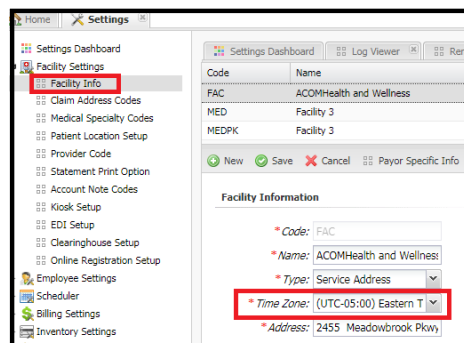 Home Settings
Settings Dashboard
Facility Settings
Facility Info
Claim Address Codes
Medical Specialty Codes
Patient Location Setup
Provider Code
Statement Print Option
Account Note Codes
Kiosk Setup
EDI Setup
Clearinghouse Setup
Online Registration Setup
Employee Settings
Scheduler
Billing Settings
Inventory Settings
Settings Dashboard Log Viewer
Code Name
FAC ACOMHealth and Wellness
MED Facility 3
MEDPK Facility 3
New Save Cancel Payor Specific Info
Facility Information
*Code: FAC
*Name: ACOMHealth and Wellness
*Type: Service Address
*Time Zone: (UTC-05:00) Eastern T
*Address: 2455 Meadowbrook Pkwy